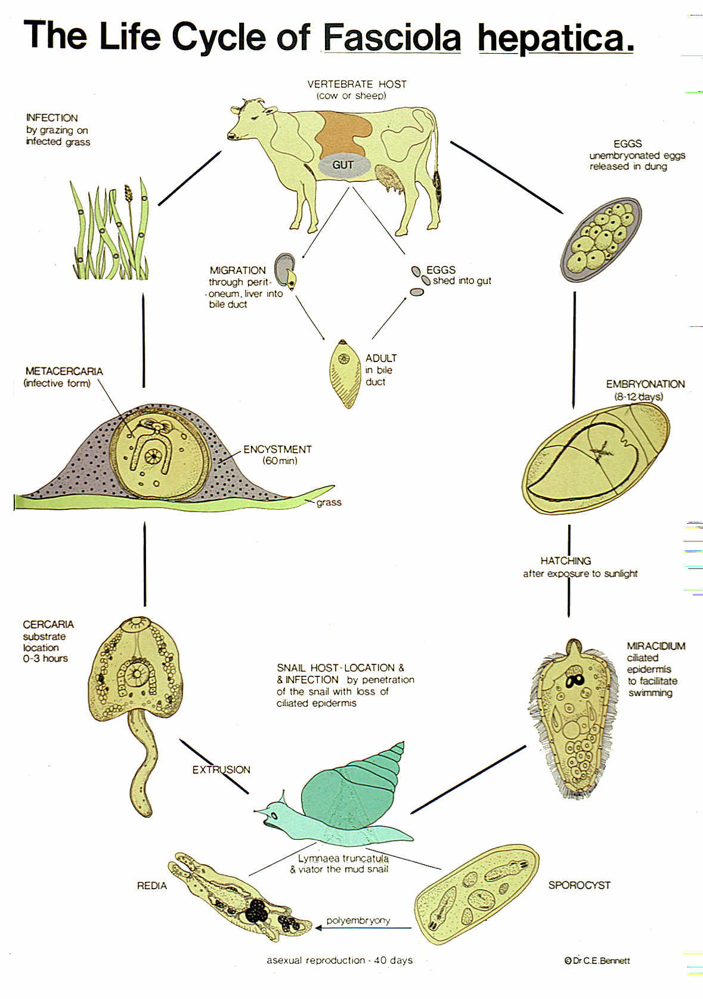 The Life Cycle of Fasciola hepatica.
VERTEBRATE HOST
(cow or sheep)
INFECTION
by grazing on
infected grass
EGGS
unembryonated eggs
released in dung
GUT
MIGRATION
through perit-
-oneum, liver into
bile duct
EGGS
shed into gut
ADULT
in bile
duct
METACERCARIA
(infective form)
EMBRYONATION
(8-12 days)
ENCYSTMENT
(60 min)
grass
HATCHING
after exposure to sunlight
CERCARIA
substrate
location
0-3 hours
MIRACIDIUM
ciliated
epidermis
to facilitate
swimming
SNAIL HOST-LOCATION &
& INFECTION by penetration
of the snail with loss of
ciliated epidermis
EXTRUSION
Lymnaea truncatula
& viator the mud snail
REDIA
SPOROCYST
polyembryony
asexual reproduction - 40 days
© Dr. C.E. Bennett